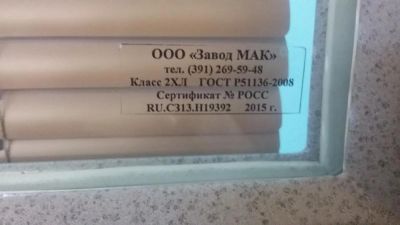 ООО «Завод МАК»
тел. (391) 269-59-48
Класс 2ХЛ ГОСТ Р51136-2008
Сертификат № РОСС
RU.СЗ13.Н19392 2015 г.